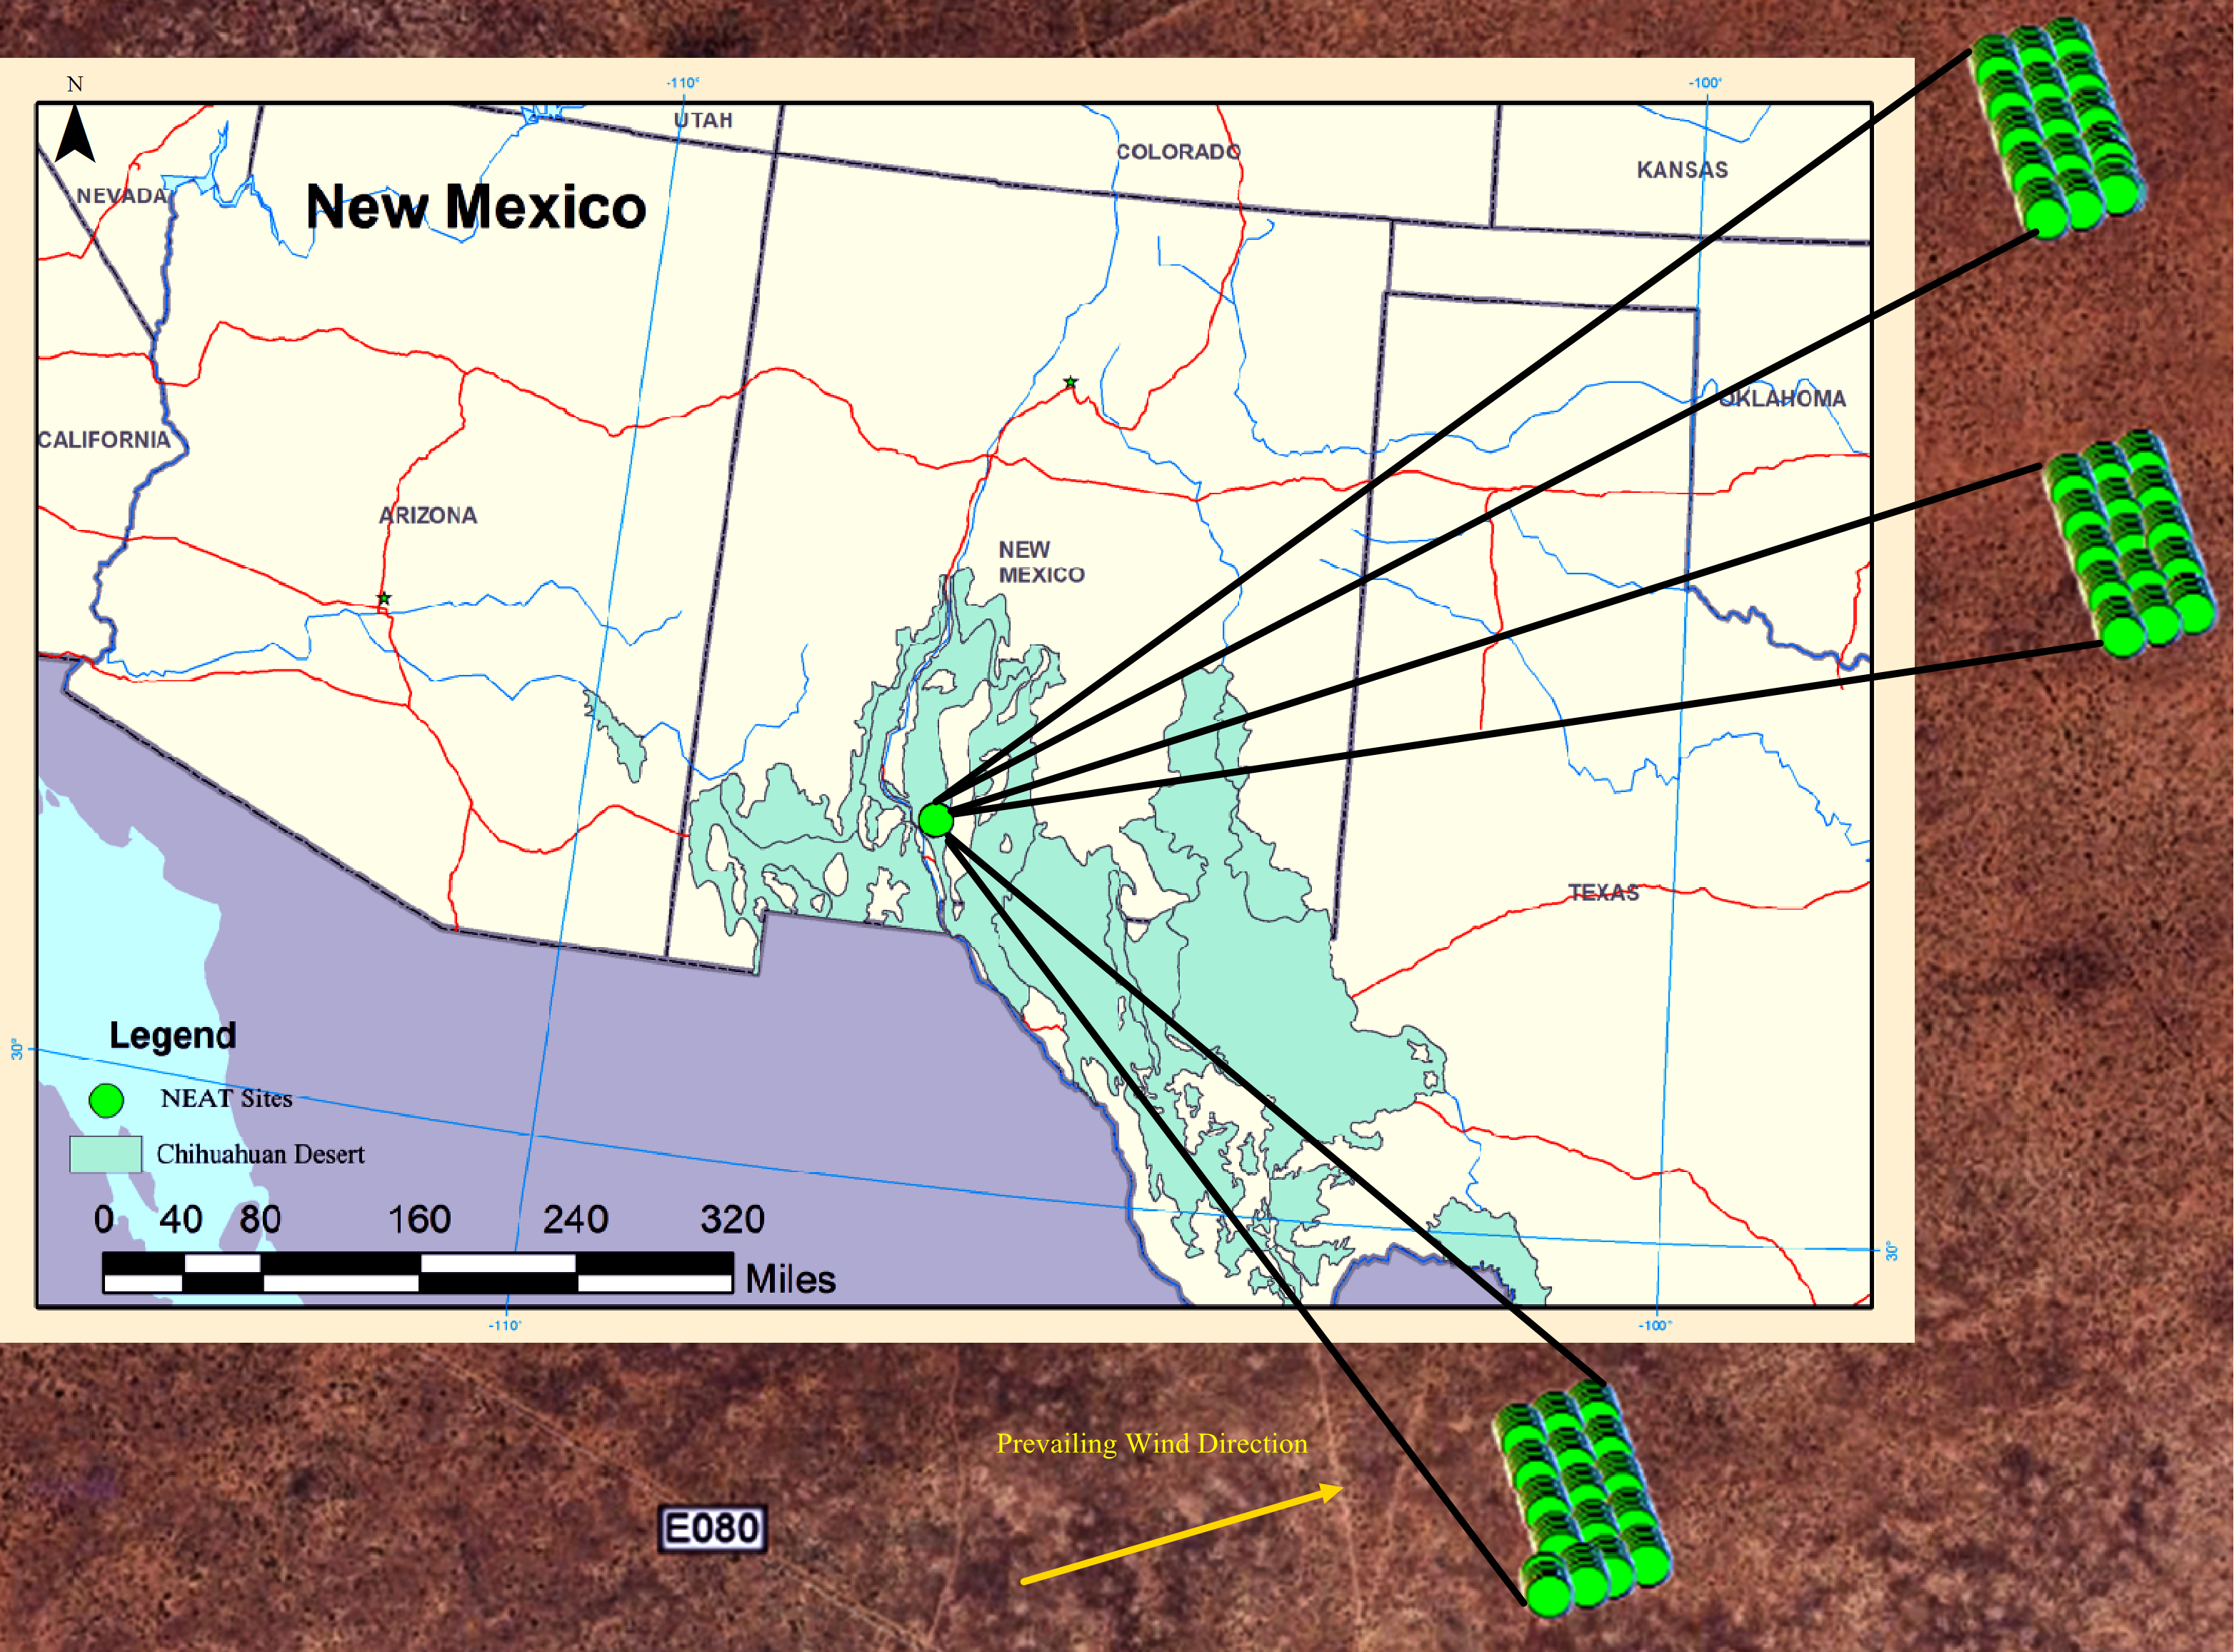 N
-110°
-100°
UTAH
COLORADO
KANSAS
NEVADA
New Mexico
OKLAHOMA
CALIFORNIA
ARIZONA
NEW
MEXICO
TEXAS
Legend
30°
NEAT Sites
Chihuahuan Desert
0 40 80 160 240 320
Miles
30°
-110°
-100°
Prevailing Wind Direction
E080